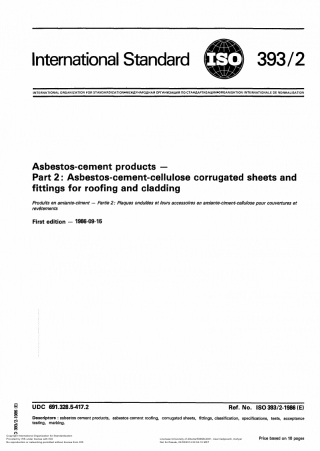 International Standard
ISO
393/2
INTERNATIONAL ORGANIZATION FOR STANDARDIZATION•МЕЖДУНАРОДНАЯ ОРГАНИЗАЦИЯ ПО СТАНДАРТИЗАЦИИ•ORGANISATION INTERNATIONALE DE NORMALISATION
Asbestos-cement products —
Part 2: Asbestos-cement-cellulose corrugated sheets and
fittings for roofing and cladding
Produits en amiante-ciment — Partie 2: Plaques ondulées et leurs accessoires en amiante-ciment-cellulose pour couvertures et
revêtements
First edition — 1986-09-15
ISO 393/2-1986 (E)
UDC 691.328.5-417.2
Ref. No. ISO 393/2-1986 (E)
Descriptors : asbestos cement products, asbestos-cement roofing, corrugated sheets, fittings, classification, specifications, tests, acceptance
testing, marking.
Price based on 10 pages